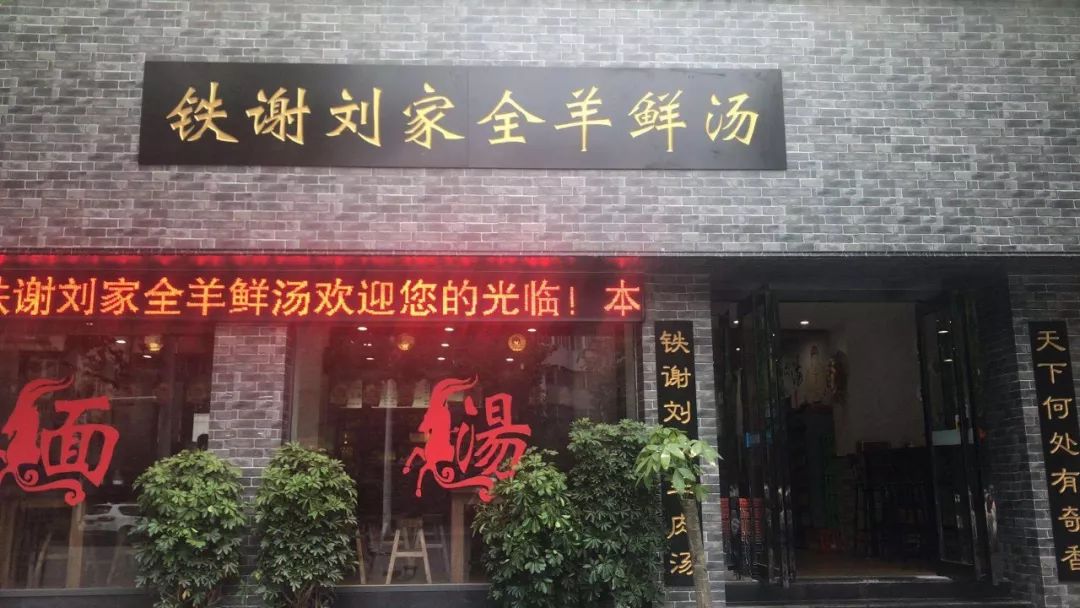 铁谢刘家全羊鲜汤
谢刘家全羊鲜汤欢迎您的光临！本
面
湯
天下何处有奇香
铁谢刘
肉汤